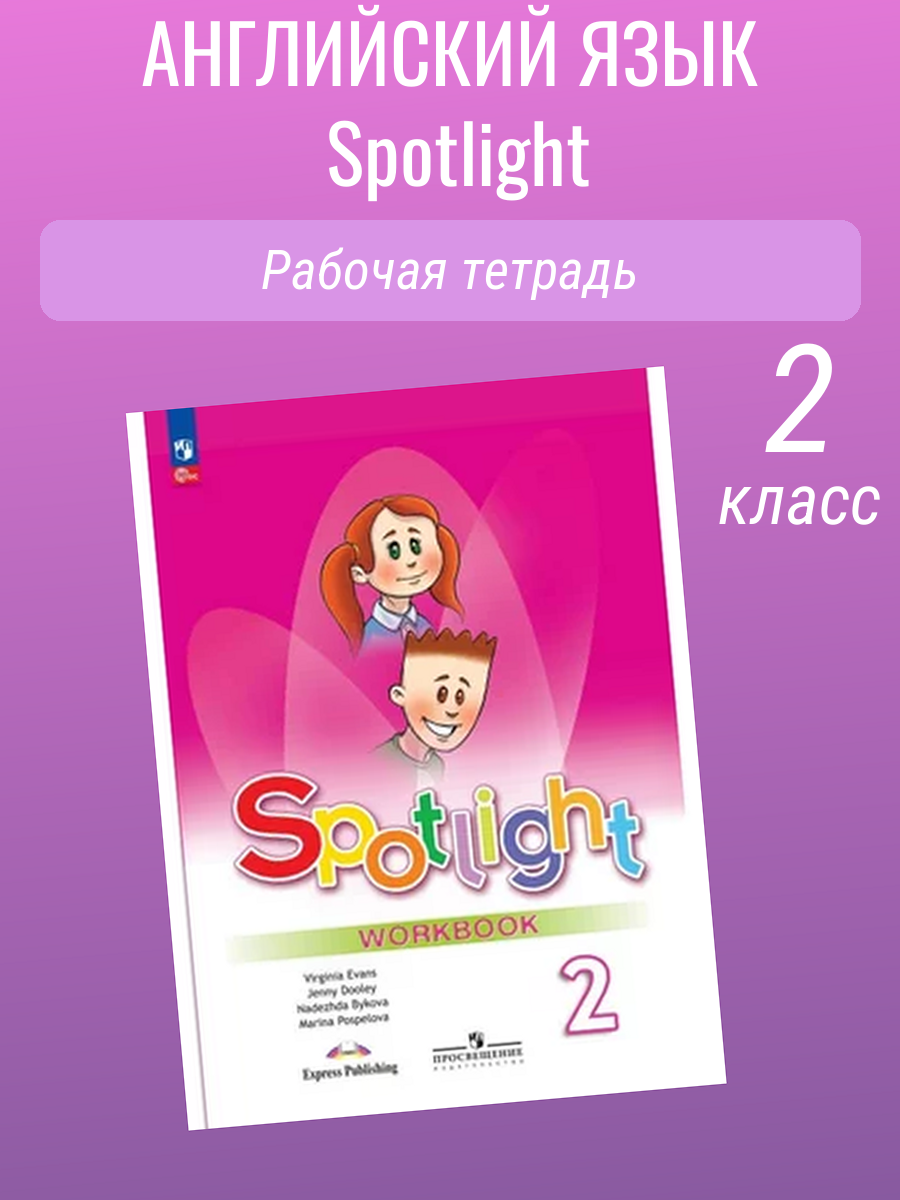 АНГЛИЙСКИЙ ЯЗЫК
Spotlight
Рабочая тетрадь
2
класс
Spotlight
WORKBOOK
Virginia Evans
Jenny Dooley
Nadezhda Bykova
Marina Pospelova
2
Express Publishing
ПРОСВЕЩЕНИЕ
ИЗДАТЕЛЬСТВО